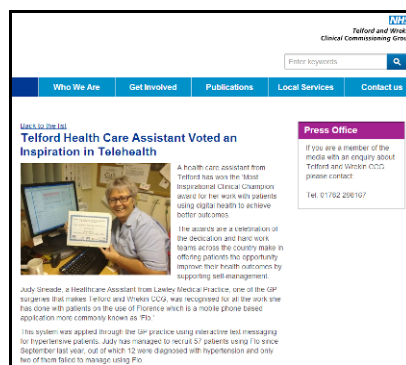 NHS
Telford and Wrekin
Clinical Commissioning Group
Enter keywords
Who We Are
Get Involved
Publications
Local Services
Contact us
Back to the list
Telford Health Care Assistant Voted an
Inspiration in Telehealth
A health care assistant from
Telford has won the 'Most
Inspirational Clinical Champion'
award for her work with patients
using digital health to achieve
better outcomes.
The awards are a celebration of
the dedication and hard work
teams across the country make in
offering patients the opportunity
improve their health outcomes by
supporting self-management.
Judy Sneade, a Healthcare Assistant from Lawley Medical Practice, one of the GP
surgeries that makes Telford and Wrekin CCG, was recognised for all the work she
has done with patients on the use of Florence which is a mobile phone based
application more commonly known as 'Flo.'
This system was applied through the GP practice using interactive text messaging
for hypertensive patients. Judy has managed to recruit 57 patients using Flo since
September last year, out of which 12 were diagnosed with hypertension and only
two of them failed to manage using Flo.
Press Office
If you are a member of the
media with an enquiry about
Telford and Wrekin CCG
please contact:
Tel: 01762 298167